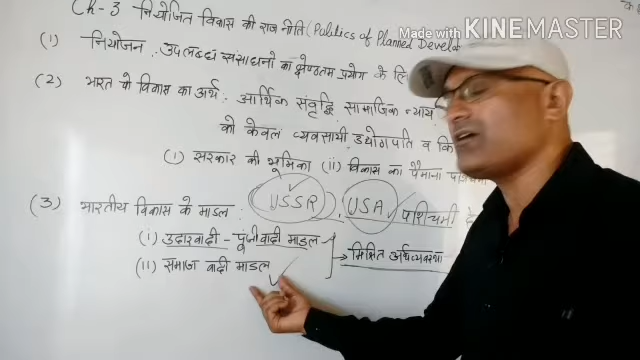 Ch-3 नियोजित विकास की राजनीति (Politics of Planned Develo
Made with KINEMASTER
(1) नियोजन : उपलब्ध संसाधनों का श्रेष्ठतम प्रयोग के लि
(2) भारत के विकास का अर्थ : आर्थिक संवृद्धि सामाजिक न्याय
को केवल व्यवसायी उद्योगपति व कि
(i) सरकार की भूमिका (ii) विकास का पैमाना
(3) भारतीय विकास के माडल : USSR, USA पश्चिमी दे
(i) उदारवादी - पूंजीवादी माडल
मिश्रित अर्थव्यवस्था
(ii) समाज वादी माडल